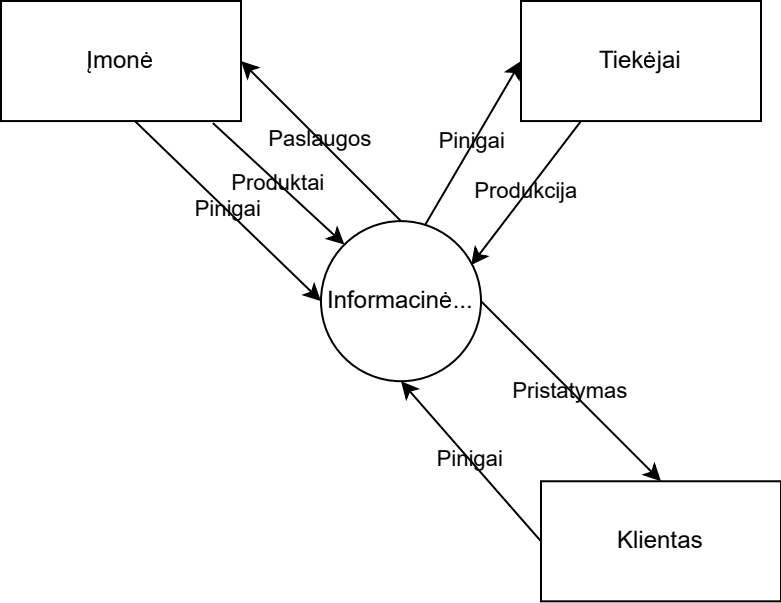 Įmonė
Tiekėjai
Paslaugos
Pinigai
Produktai
Produkcija
Pinigai
Informacinė...
Pristatymas
Pinigai
Klientas